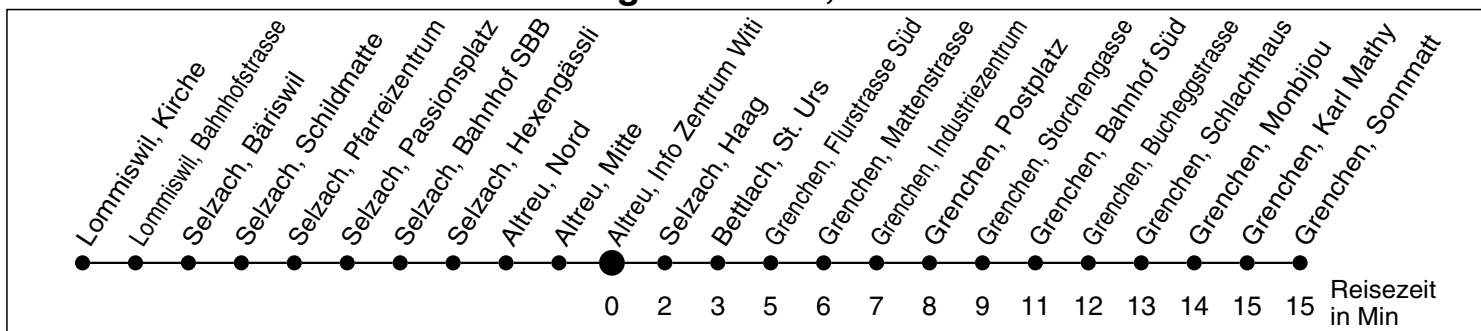 Lommiswil, Kirche
Lommiswil, Bahnhofstrasse
Selzach, Bäriswil
Selzach, Schildmatte
Selzach, Pfarreizentrum
Selzach, Passionsplatz
Selzach, Bahnhof SBB
Selzach, Hexengässli
Altreu, Nord
Altreu, Mitte
Altreu, Info Zentrum Witi
Selzach, Haag
Bettlach, St. Urs
Grenchen, Flurstrasse Süd
Grenchen, Mattenstrasse
Grenchen, Industriezentrum
Grenchen, Postplatz
Grenchen, Storchengasse
Grenchen, Bahnhof Süd
Grenchen, Bucheggstrasse
Grenchen, Schlachthaus
Grenchen, Monbijou
Grenchen, Karl Mathy
Grenchen, Sonnmatt
0 2 3 5 6 7 8 9 11 12 13 14 15 15
Reisezeit
in Min